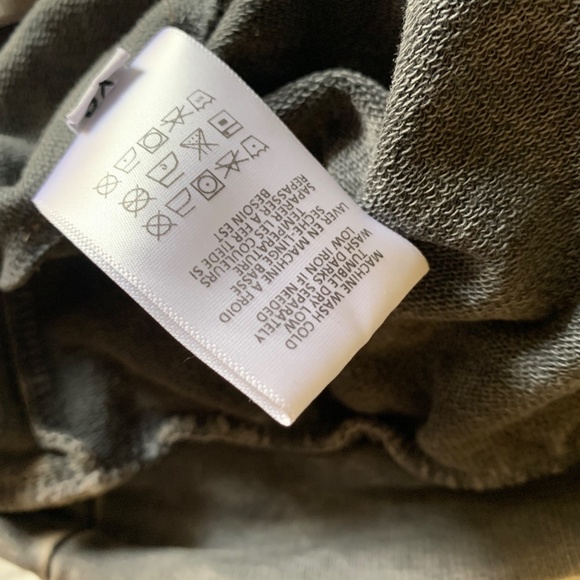 MACHINE WASH COLD
WASH DARKS SEPARATELY
TUMBLE DRY LOW
LOW IRON IF NEEDED
LAVER EN MACHINE A FROID
SAPARER LES COULEURS
SECHE-LINGE BASSE
TEMPERATURE
REPASSER A FER TIEDE SI
BESOIN EST